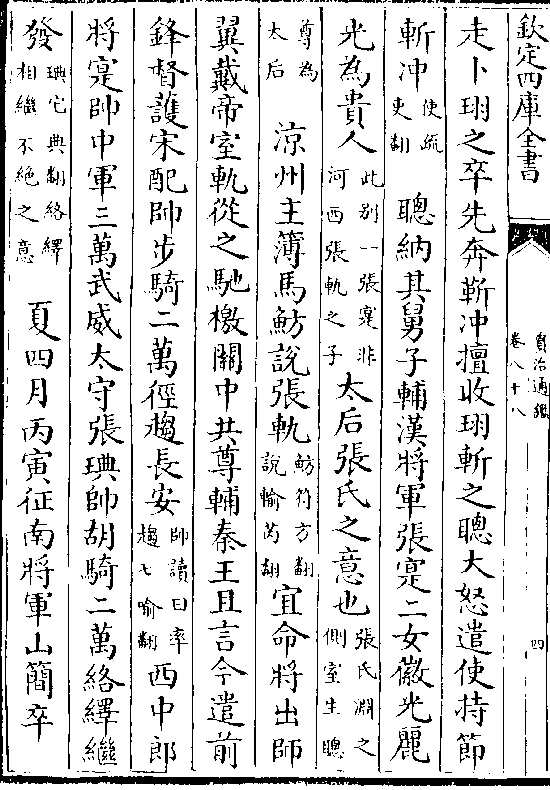 欽定四庫全書
資治通鑑
卷八十八
四
走卜珝之卒先奔靳冲擅收珝斬之聰大怒遣使持節
斬冲使疏吏翻 聰納其舅子輔漢將軍張寔二女徽光麗
光為貴人此别一張寔非河西張軌之子太后張氏之意也張氏淵之側室生聰
尊為太后 涼州主簿馬魴說張軌魴符方翻說輸芮翻宜命將出師
翼戴帝室軌從之馳檄關中共尊輔秦王且言今遣前
鋒督護宋配帥步騎二萬徑趨長安帥讀曰率趨七喻翻西中郎
將寔帥中軍三萬武威太守張琠帥胡騎二萬絡繹繼
發琠它典翻絡繹相繼不絶之意 夏四月丙寅征南將軍山簡卒